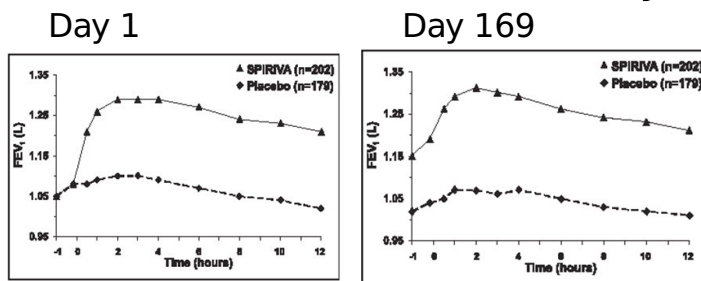 Day 1
Day 169
SPIRIVA (n=202)
Placebo (n=179)
FEV₁ (L)
1.35
1.25
1.15
1.05
0.95
-1 0 2 4 6 8 10 12
Time (hours)
SPIRIVA (n=202)
Placebo (n=179)
FEV₁ (L)
1.35
1.25
1.15
1.05
0.95
-1 0 2 4 6 8 10 12
Time (hours)